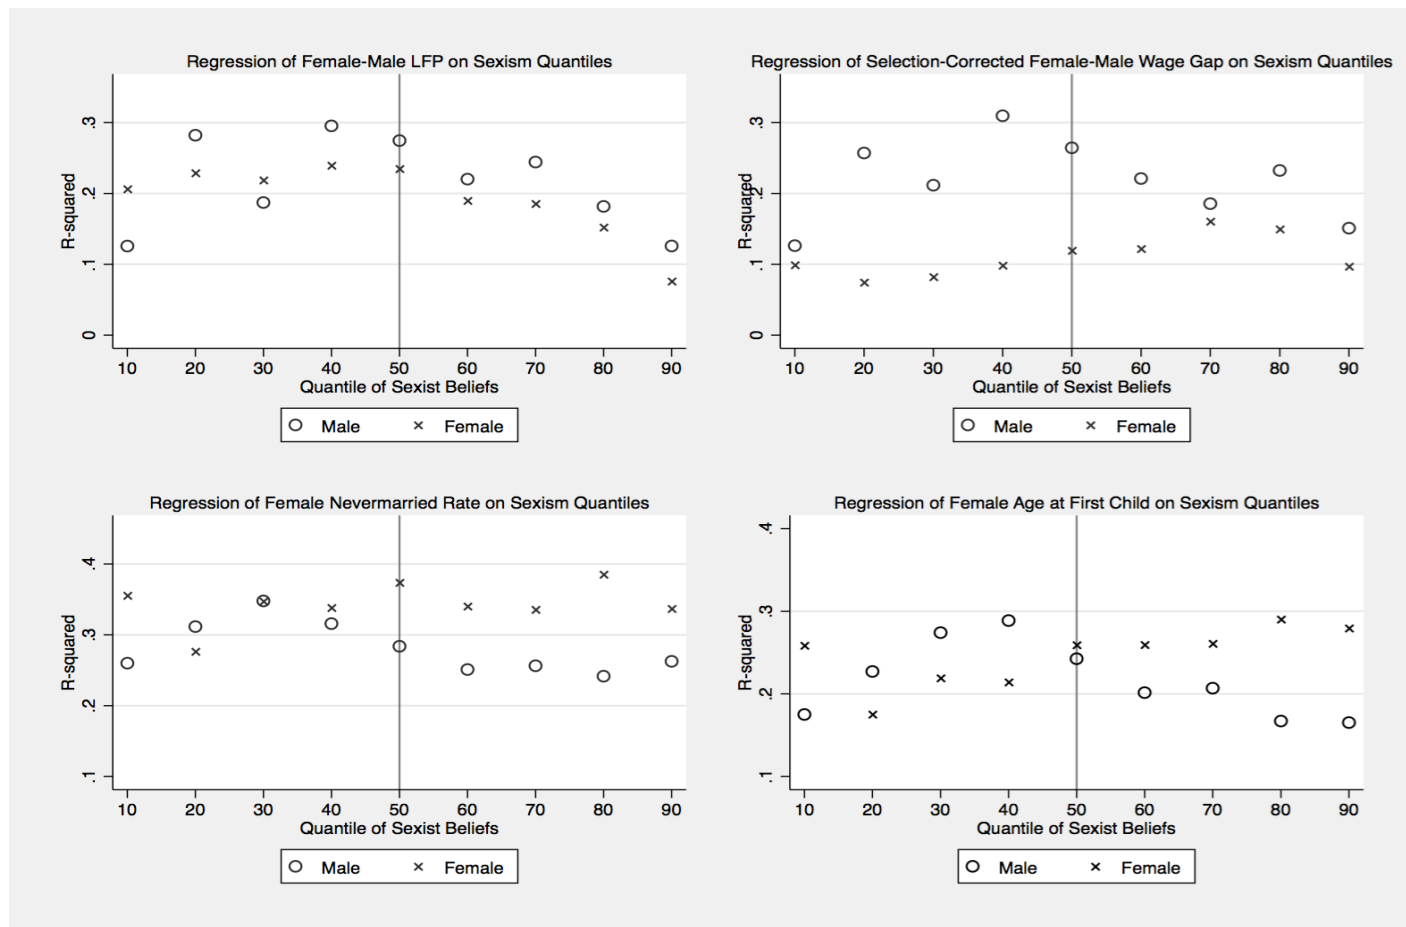 Regression of Female-Male LFP on Sexism Quantiles
R-squared
.3
.2
.1
0
10 20 30 40 50 60 70 80 90
Quantile of Sexist Beliefs
Male Female
Regression of Selection-Corrected Female-Male Wage Gap on Sexism Quantiles
R-squared
.3
.2
.1
0
10 20 30 40 50 60 70 80 90
Quantile of Sexist Beliefs
Male Female
Regression of Female Nevermarried Rate on Sexism Quantiles
R-squared
.4
.3
.2
.1
10 20 30 40 50 60 70 80 90
Quantile of Sexist Beliefs
Male Female
Regression of Female Age at First Child on Sexism Quantiles
R-squared
.4
.3
.2
.1
10 20 30 40 50 60 70 80 90
Quantile of Sexist Beliefs
Male Female